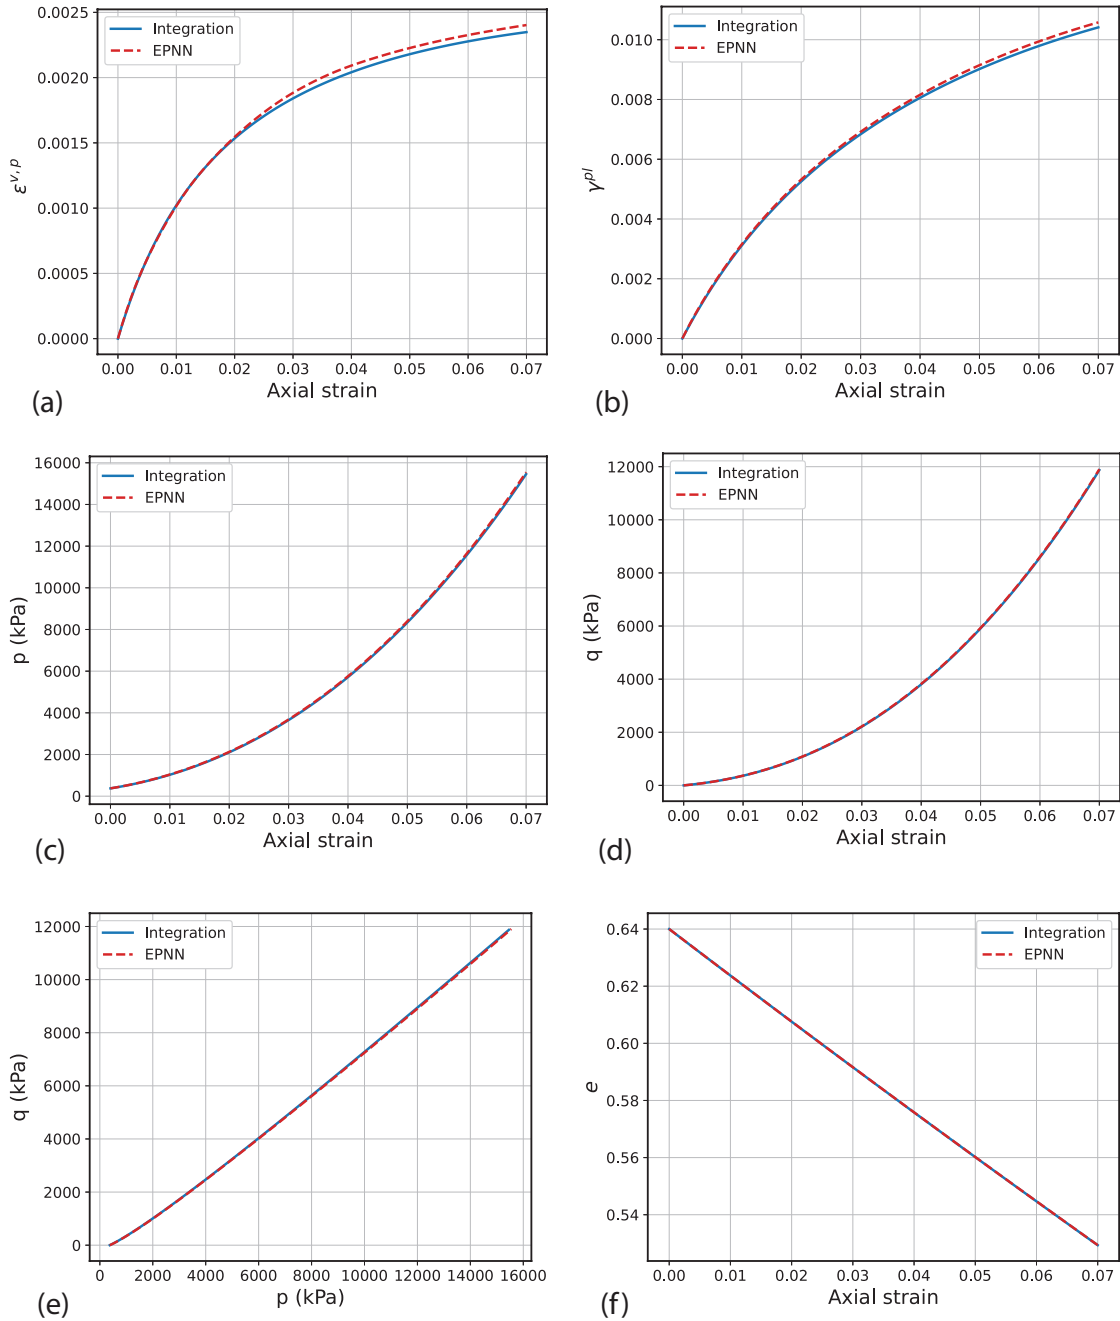 0.0025
0.0020
0.0015
0.0010
0.0005
0.0000
ε^{v,p}
Integration
EPNN
0.00 0.01 0.02 0.03 0.04 0.05 0.06 0.07
Axial strain
(a)
0.010
0.008
0.006
0.004
0.002
0.000
γ^{pl}
Integration
EPNN
0.00 0.01 0.02 0.03 0.04 0.05 0.06 0.07
Axial strain
(b)
16000
14000
12000
10000
8000
6000
4000
2000
0
p (kPa)
Integration
EPNN
0.00 0.01 0.02 0.03 0.04 0.05 0.06 0.07
Axial strain
(c)
12000
10000
8000
6000
4000
2000
0
q (kPa)
Integration
EPNN
0.00 0.01 0.02 0.03 0.04 0.05 0.06 0.07
Axial strain
(d)
12000
10000
8000
6000
4000
2000
0
q (kPa)
Integration
EPNN
0 2000 4000 6000 8000 10000 12000 14000 16000
p (kPa)
(e)
0.64
0.62
0.60
0.58
0.56
0.54
e
Integration
EPNN
0.00 0.01 0.02 0.03 0.04 0.05 0.06 0.07
Axial strain
(f)